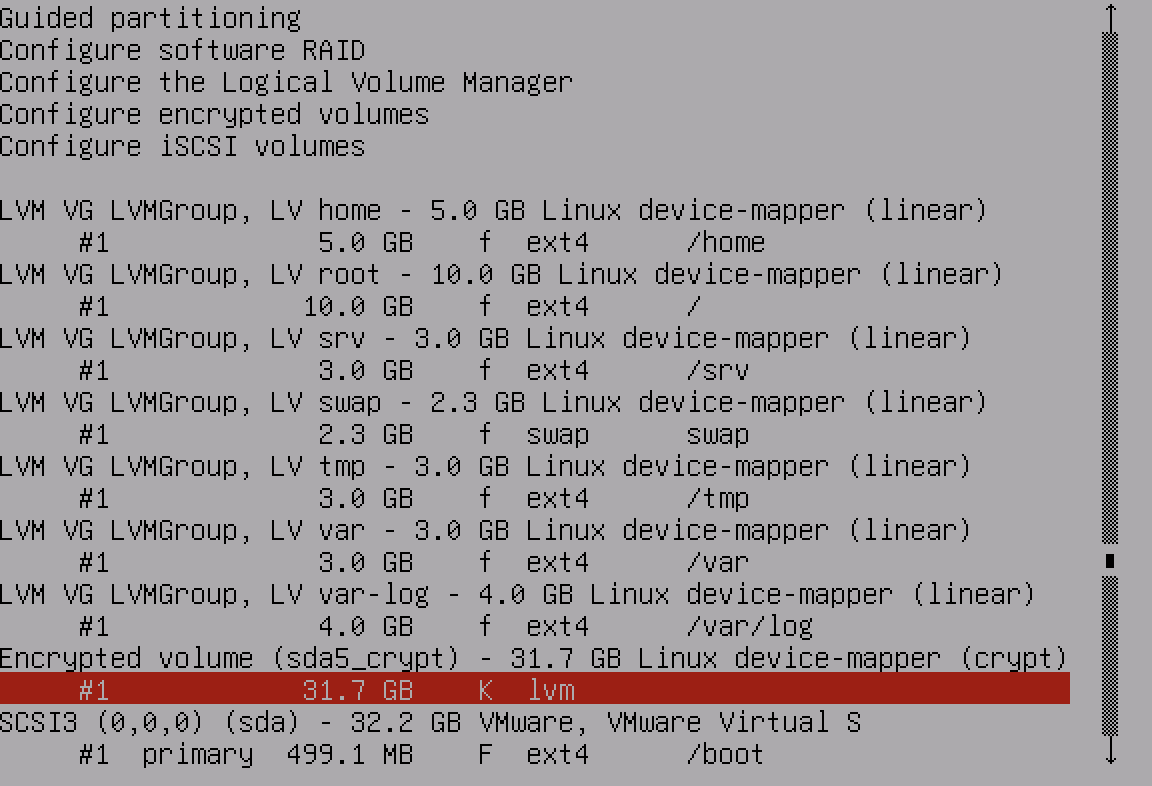 Guided partitioning
Configure software RAID
Configure the Logical Volume Manager
Configure encrypted volumes
Configure iSCSI volumes
LVM VG LVMGroup, LV home - 5.0 GB Linux device-mapper (linear)
#1 5.0 GB f ext4 /home
LVM VG LVMGroup, LV root - 10.0 GB Linux device-mapper (linear)
#1 10.0 GB f ext4 /
LVM VG LVMGroup, LV srv - 3.0 GB Linux device-mapper (linear)
#1 3.0 GB f ext4 /srv
LVM VG LVMGroup, LV swap - 2.3 GB Linux device-mapper (linear)
#1 2.3 GB f swap swap
LVM VG LVMGroup, LV tmp - 3.0 GB Linux device-mapper (linear)
#1 3.0 GB f ext4 /tmp
LVM VG LVMGroup, LV var - 3.0 GB Linux device-mapper (linear)
#1 3.0 GB f ext4 /var
LVM VG LVMGroup, LV var-log - 4.0 GB Linux device-mapper (linear)
#1 4.0 GB f ext4 /var/log
Encrypted volume (sda5_crypt) - 31.7 GB Linux device-mapper (crypt)
#1 31.7 GB K lvm
SCSI3 (0,0,0) (sda) - 32.2 GB VMware, VMware Virtual S
#1 primary 499.1 MB F ext4 /boot